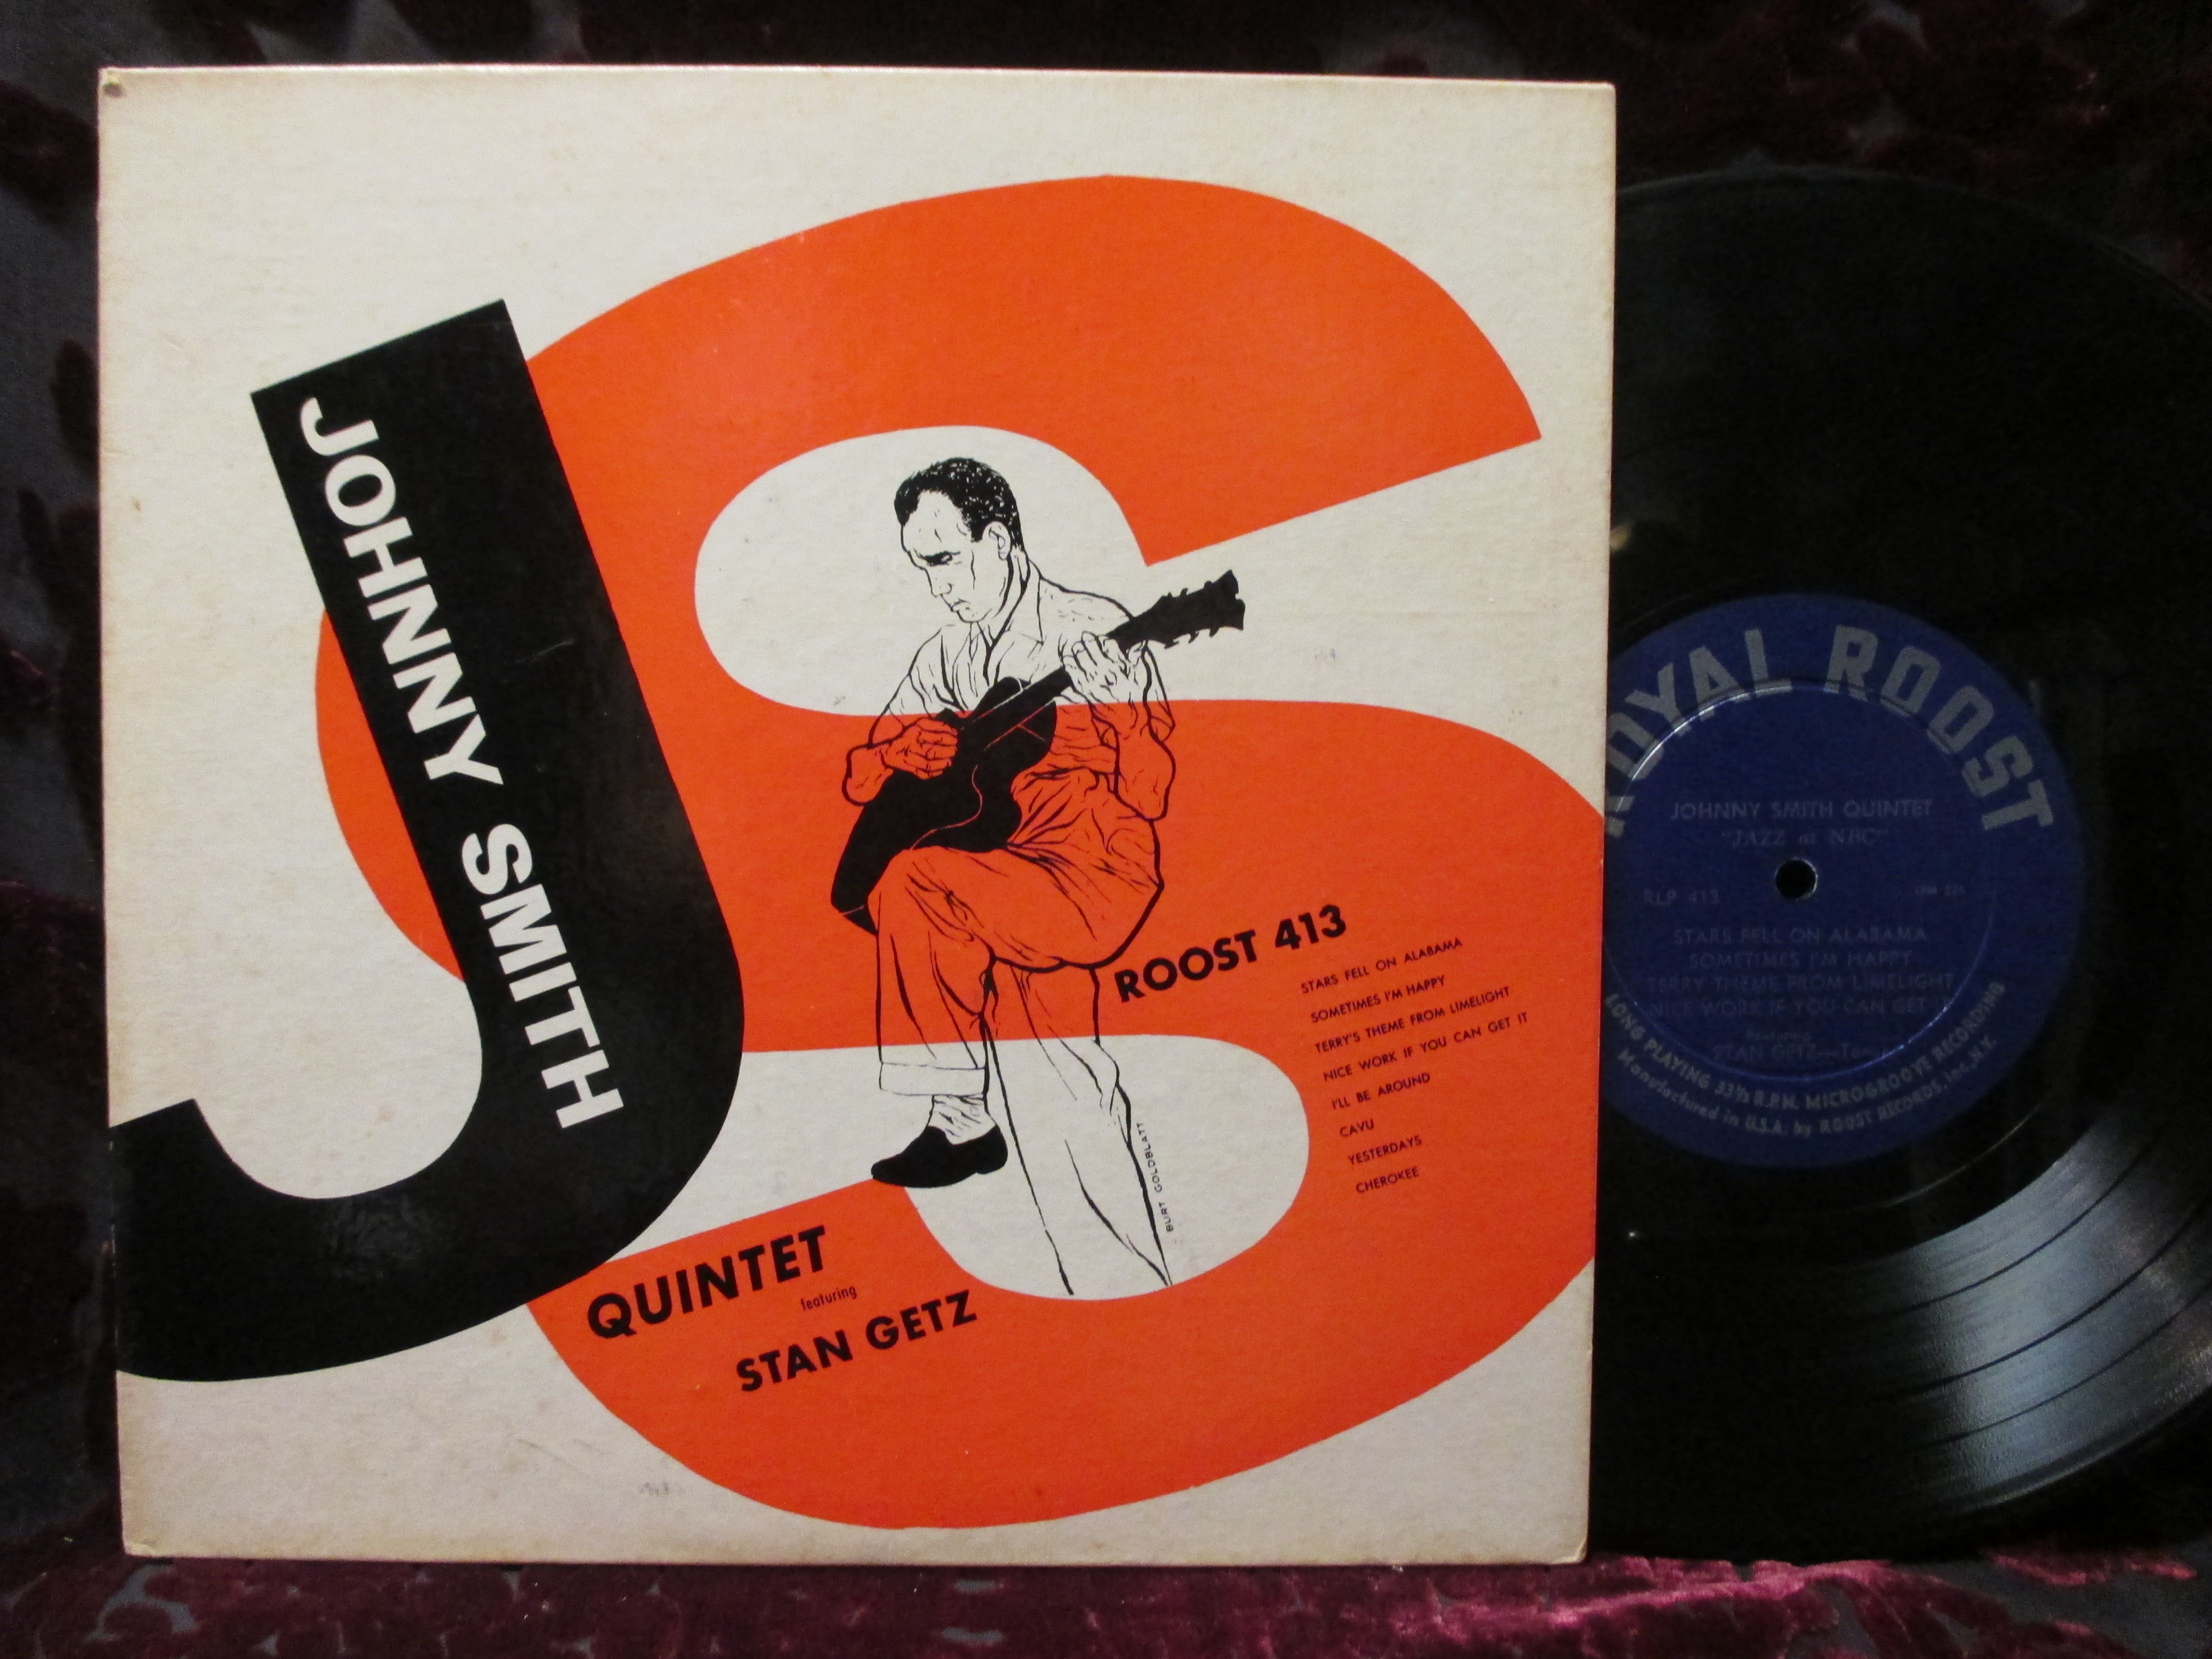 JOHNNY SMITH
QUINTET
featuring
STAN GETZ
ROOST 413
STARS FELL ON ALABAMA
SOMETIMES I'M HAPPY
TERRY'S THEME FROM LIMELIGHT
NICE WORK IF YOU CAN GET IT
I'LL BE AROUND
CAVU
YESTERDAYS
CHEROKEE
BURT GOLDBLATT
ROYAL ROOST
JOHNNY SMITH QUINTET
"JAZZ at NBC"
RLP 413
STARS FELL ON ALABAMA
SOMETIMES I'M HAPPY
TERRY THEME FROM LIMELIGHT
NICE WORK IF YOU CAN GET
STAN GETZ
LONG PLAYING 33⅓ R.P.M. MICROGROOVE RECORDING
Manufactured in U.S.A. by ROOST RECORDS, Inc., N.Y.